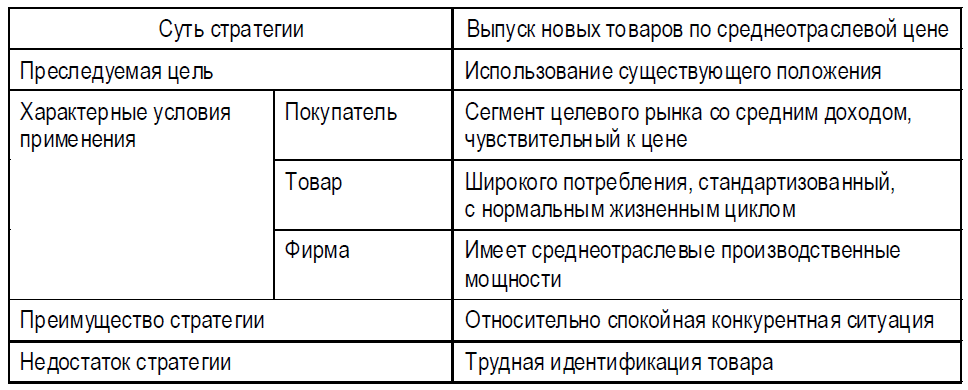 Суть стратегии
Выпуск новых товаров по среднеотраслевой цене
Преследуемая цель
Использование существующего положения
Характерные условия
применения
Покупатель
Сегмент целевого рынка со средним доходом,
чувствительный к цене
Товар
Широкого потребления, стандартизованный,
с нормальным жизненным циклом
Фирма
Имеет среднеотраслевые производственные
мощности
Преимущество стратегии
Относительно спокойная конкурентная ситуация
Недостаток стратегии
Трудная идентификация товара